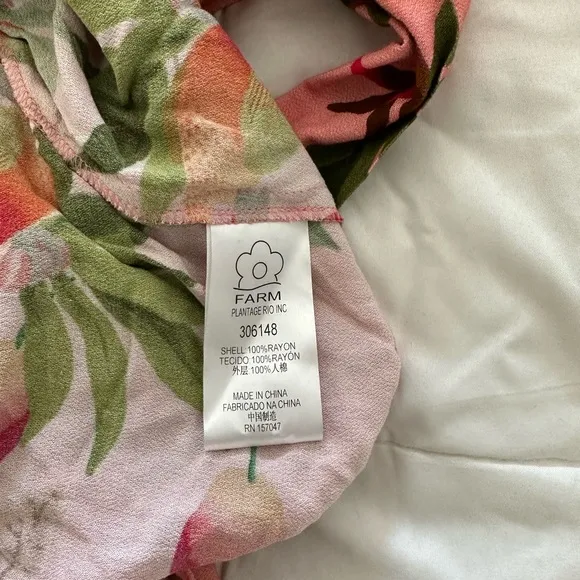 FARM
PLANTAGE RIO INC
306148
SHELL 100%RAYON
TECIDO 100%RAYÓN
外层 100%人棉
MADE IN CHINA
FABRICADO NA CHINA
中国制造
RN 157047